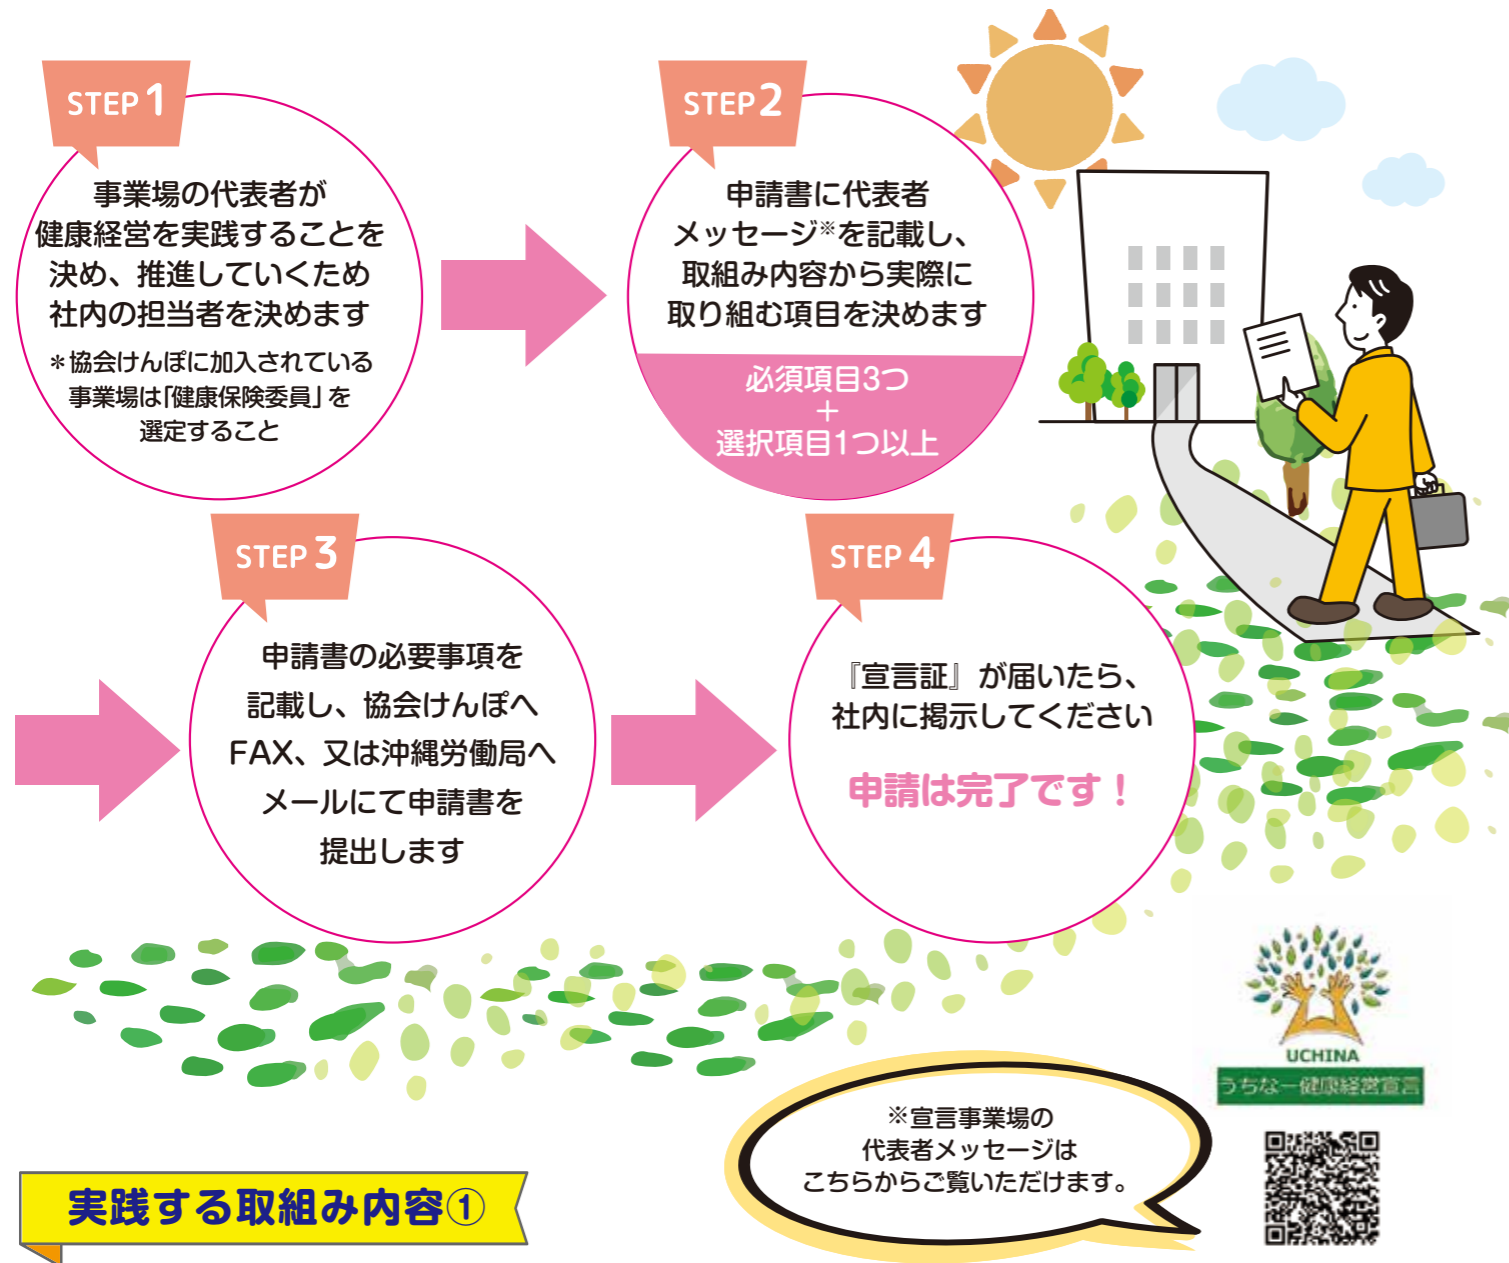 STEP 1
事業場の代表者が
健康経営を実践することを
決め、推進していくため
社内の担当者を決めます
＊協会けんぽに加入されている
事業場は「健康保険委員」を
選定すること
STEP 2
申請書に代表者
メッセージ※を記載し、
取組み内容から実際に
取り組む項目を決めます
必須項目3つ
＋
選択項目1つ以上
STEP 3
申請書の必要事項を
記載し、協会けんぽへ
FAX、又は沖縄労働局へ
メールにて申請書を
提出します
STEP 4
『宣言証』が届いたら、
社内に掲示してください
申請は完了です！
UCHINA
うちなー健康経営宣言
※宣言事業場の
代表者メッセージは
こちらからご覧いただけます。
実践する取組み内容①